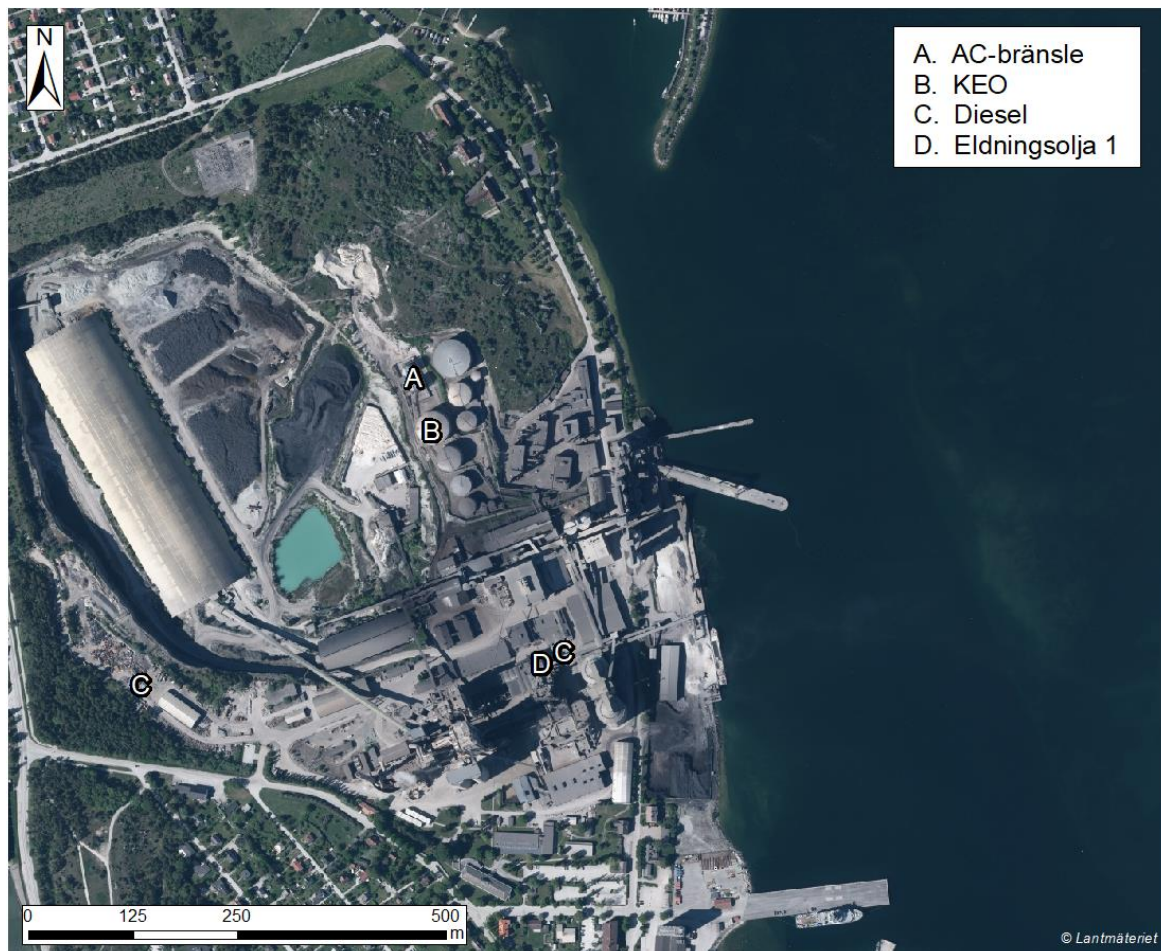 N
A. AC-bränsle
B. KEO
C. Diesel
D. Eldningsolja 1
A
B
D C
C
0 125 250 500
m
© Lantmäteriet